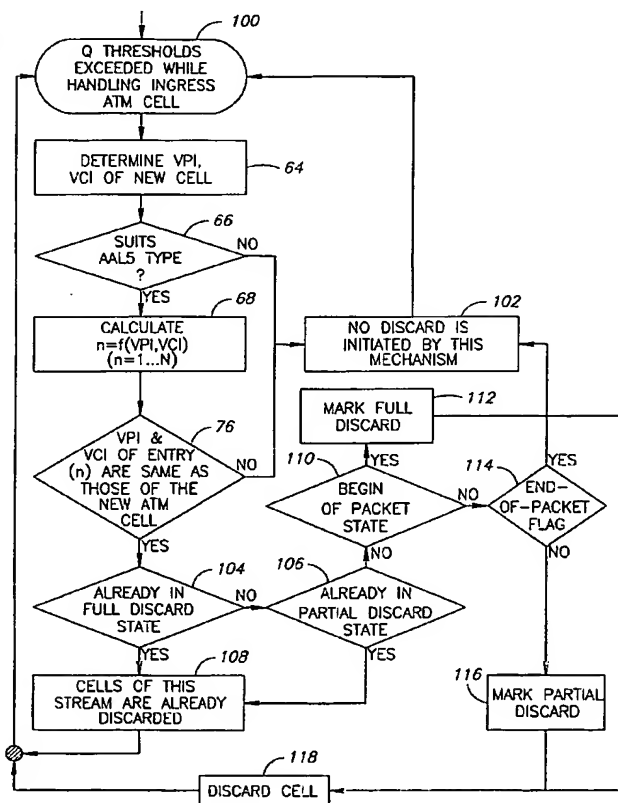 100
Q THRESHOLDS
EXCEEDED WHILE
HANDLING INGRESS
ATM CELL
DETERMINE VPI,
VCI OF NEW CELL
64
66
SUITS
AAL5 TYPE
?
NO
YES
68
CALCULATE
n=f(VPI,VCI)
(n=1...N)
102
NO DISCARD IS
INITIATED BY THIS
MECHANISM
112
MARK FULL
DISCARD
76
VPI &
VCI OF ENTRY
(n) ARE SAME AS
THOSE OF THE
NEW ATM
CELL
NO
YES
110
YES
BEGIN
OF PACKET
STATE
NO
NO
114
YES
END-
OF-PACKET
FLAG
NO
104
ALREADY IN
FULL DISCARD
STATE
NO
YES
106
ALREADY IN
PARTIAL DISCARD
STATE
YES
108
CELLS OF THIS
STREAM ARE ALREADY
DISCARDED
116
MARK PARTIAL
DISCARD
118
DISCARD CELL